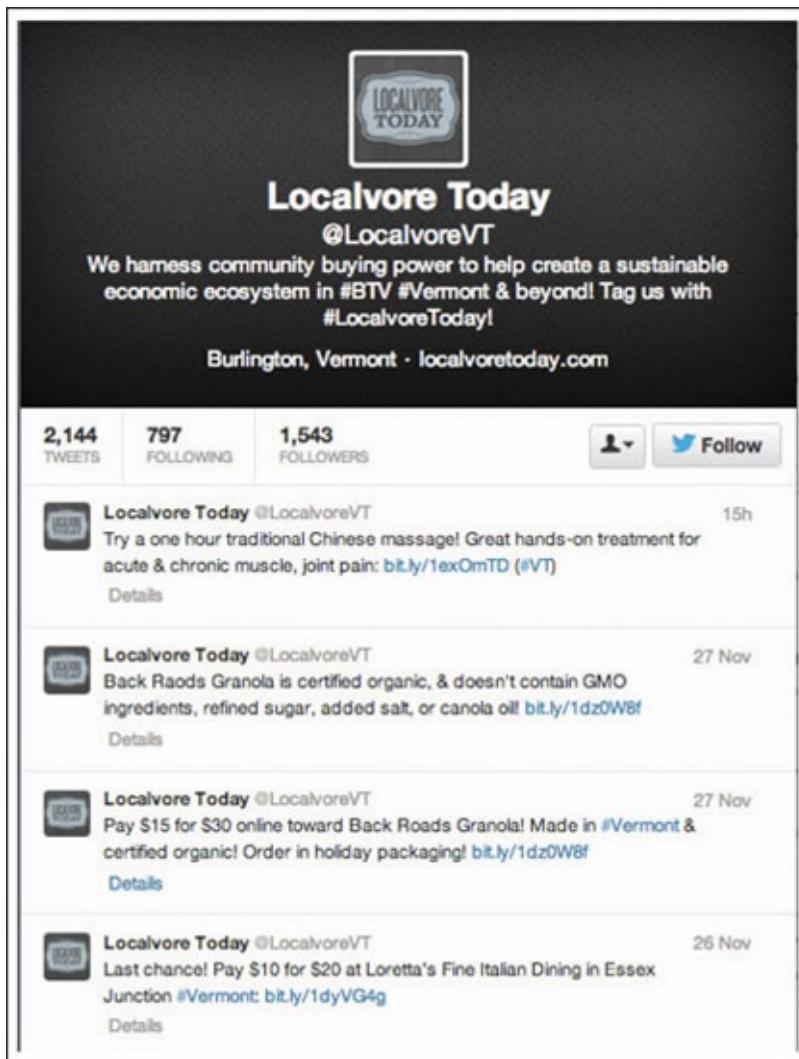 LOCALVORE
TODAY
Localvore Today
@LocalvoreVT
We harness community buying power to help create a sustainable
economic ecosystem in #BTV #Vermont & beyond! Tag us with
#LocalvoreToday!
Burlington, Vermont · localvoretoday.com
2,144 797 1,543
TWEETS FOLLOWING FOLLOWERS
Follow
Localvore Today @LocalvoreVT 15h
Try a one hour traditional Chinese massage! Great hands-on treatment for
acute & chronic muscle, joint pain: bit.ly/1exOmTD (#VT)
Details
Localvore Today @LocalvoreVT 27 Nov
Back Raods Granola is certified organic, & doesn't contain GMO
ingredients, refined sugar, added salt, or canola oil! bit.ly/1dz0W8f
Details
Localvore Today @LocalvoreVT 27 Nov
Pay $15 for $30 online toward Back Roads Granola! Made in #Vermont &
certified organic! Order in holiday packaging! bit.ly/1dz0W8f
Details
Localvore Today @LocalvoreVT 26 Nov
Last chance! Pay $10 for $20 at Loretta's Fine Italian Dining in Essex
Junction #Vermont: bit.ly/1dyVG4g
Details